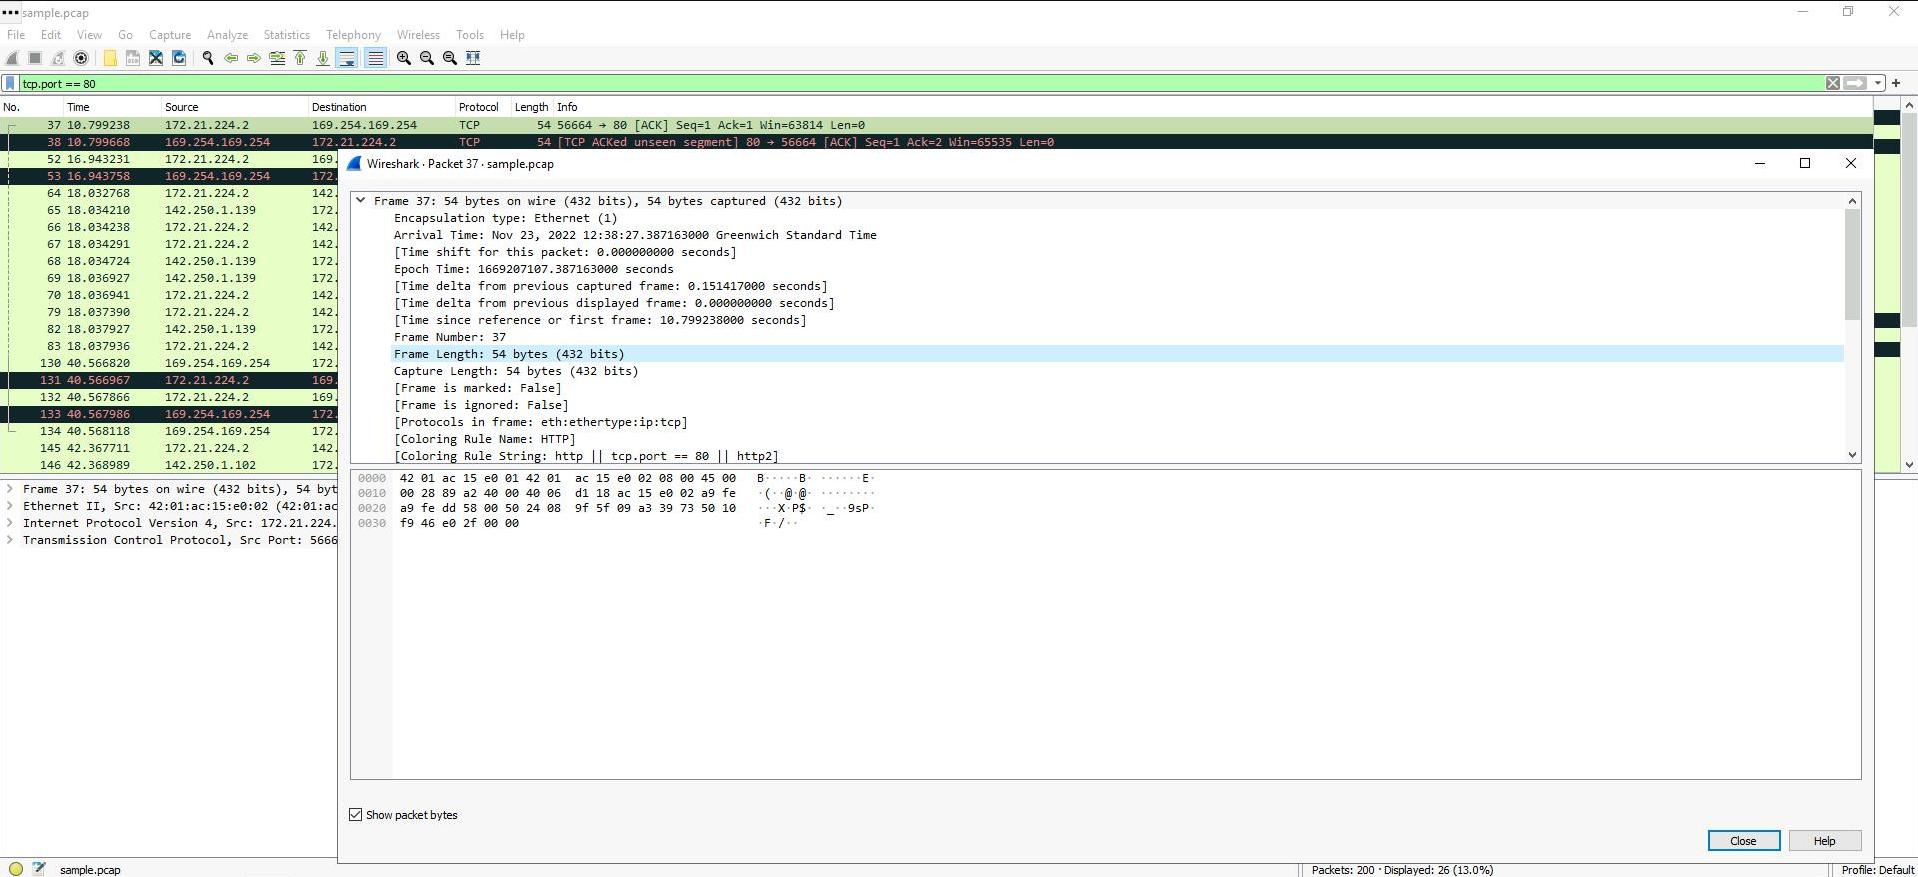 sample.pcap
File Edit View Go Capture Analyze Statistics Telephony Wireless Tools Help
tcp.port == 80
No. Time Source Destination Protocol Length Info
37 10.799238 172.21.224.2 169.254.169.254 TCP 54 56664 → 80 [ACK] Seq=1 Ack=1 Win=63814 Len=0
38 10.799668 169.254.169.254 172.21.224.2 TCP 54 [TCP ACKed unseen segment] 80 → 56664 [ACK] Seq=1 Ack=2 Win=65535 Len=0
52 16.943231 172.21.224.2 169.
53 16.943758 169.254.169.254 172.
64 18.032768 172.21.224.2 142.
65 18.034210 142.250.1.139 172.
66 18.034238 172.21.224.2 142.
67 18.034291 172.21.224.2 142.
68 18.034724 142.250.1.139 172.
69 18.036927 142.250.1.139 172.
70 18.036941 172.21.224.2 142.
79 18.037390 172.21.224.2 142.
82 18.037927 142.250.1.139 172.
83 18.037936 172.21.224.2 142.
130 40.566820 169.254.169.254 172.
131 40.566967 172.21.224.2 169.
132 40.567866 172.21.224.2 169.
133 40.567986 169.254.169.254 172.
134 40.568118 169.254.169.254 172.
145 42.367711 172.21.224.2 142.
146 42.368989 142.250.1.102 172.
Frame 37: 54 bytes on wire (432 bits), 54 byt
Ethernet II, Src: 42:01:ac:15:e0:02 (42:01:ac
Internet Protocol Version 4, Src: 172.21.224.
Transmission Control Protocol, Src Port: 5666
Wireshark · Packet 37 · sample.pcap
Frame 37: 54 bytes on wire (432 bits), 54 bytes captured (432 bits)
Encapsulation type: Ethernet (1)
Arrival Time: Nov 23, 2022 12:38:27.387163000 Greenwich Standard Time
[Time shift for this packet: 0.000000000 seconds]
Epoch Time: 1669207107.387163000 seconds
[Time delta from previous captured frame: 0.151417000 seconds]
[Time delta from previous displayed frame: 0.000000000 seconds]
[Time since reference or first frame: 10.799238000 seconds]
Frame Number: 37
Frame Length: 54 bytes (432 bits)
Capture Length: 54 bytes (432 bits)
[Frame is marked: False]
[Frame is ignored: False]
[Protocols in frame: eth:ethertype:ip:tcp]
[Coloring Rule Name: HTTP]
[Coloring Rule String: http || tcp.port == 80 || http2]
0000 42 01 ac 15 e0 01 42 01 ac 15 e0 02 08 00 45 00 B·····B· ······E·
0010 00 28 89 a2 40 00 40 06 d1 18 ac 15 e0 02 a9 fe ·(··@·@· ········
0020 a9 fe dd 58 00 50 24 08 9f 5f 09 a3 39 73 50 10 ···X·P$· ·_··9sP·
0030 f9 46 e0 2f 00 00 ·F·/··
Show packet bytes
Close Help
sample.pcap Packets: 200 · Displayed: 26 (13.0%) Profile: Default